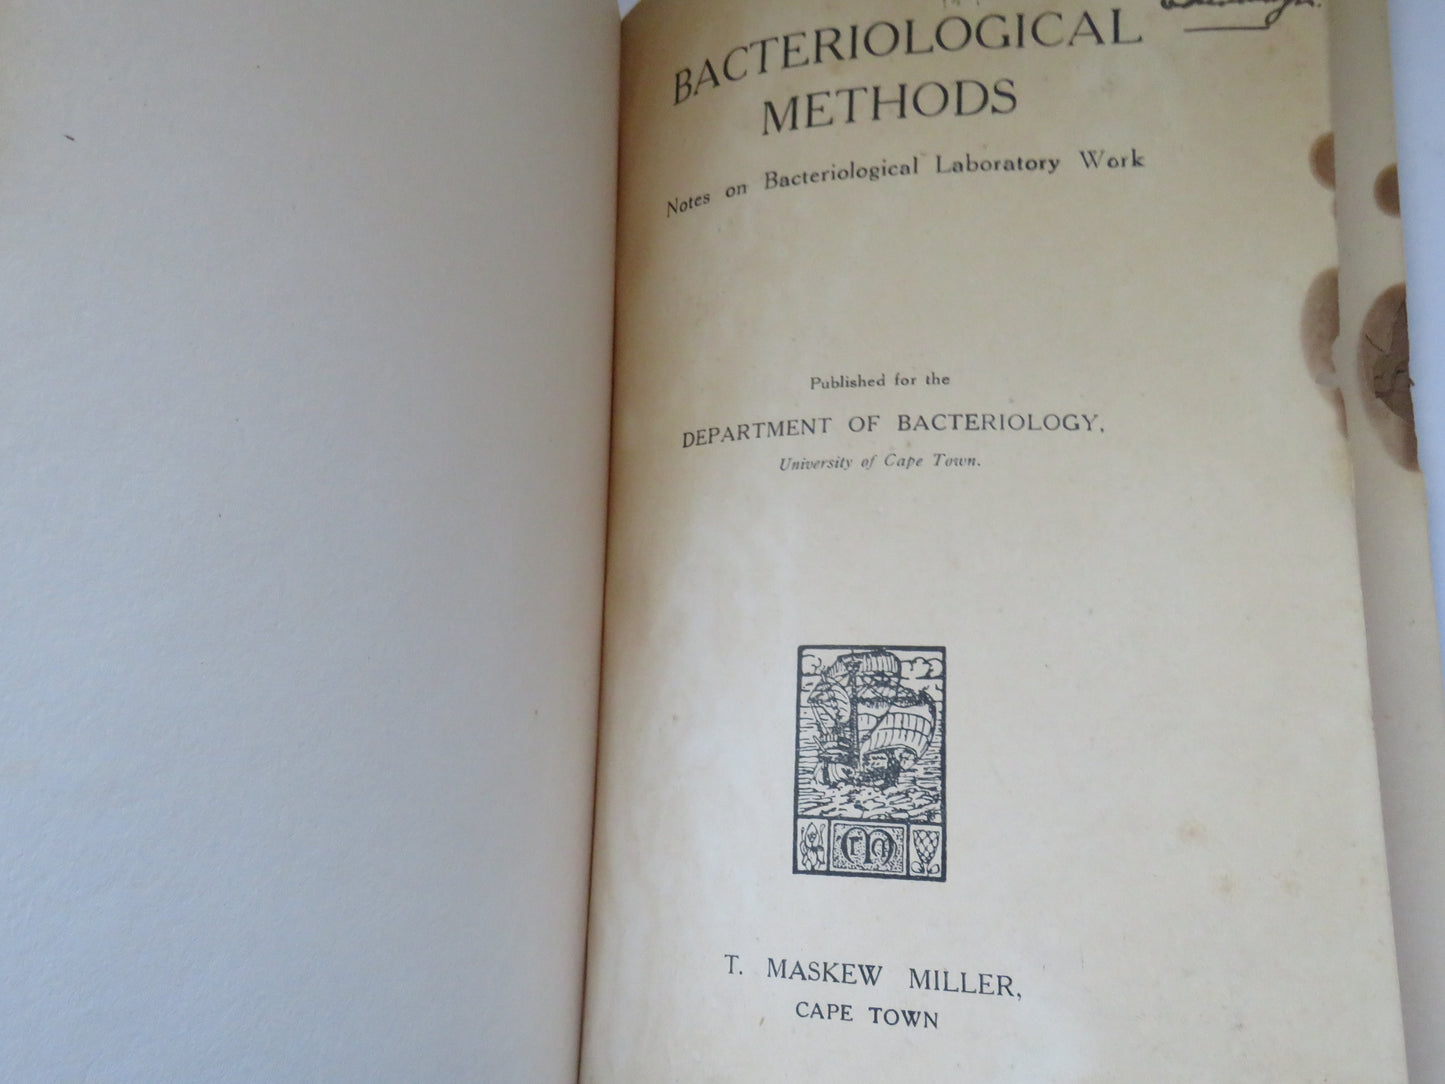 BACTERIOLOGICAL
METHODS
Notes on Bacteriological Laboratory Work
Published for the
DEPARTMENT OF BACTERIOLOGY,
University of Cape Town.
T. MASKEW MILLER,
CAPE TOWN